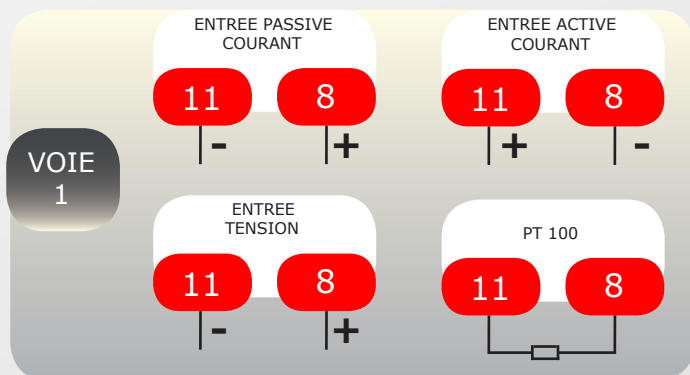 VOIE
1
ENTREE PASSIVE
COURANT
11 8
- +
ENTREE ACTIVE
COURANT
11 8
+ -
ENTREE
TENSION
11 8
- +
PT 100
11 8